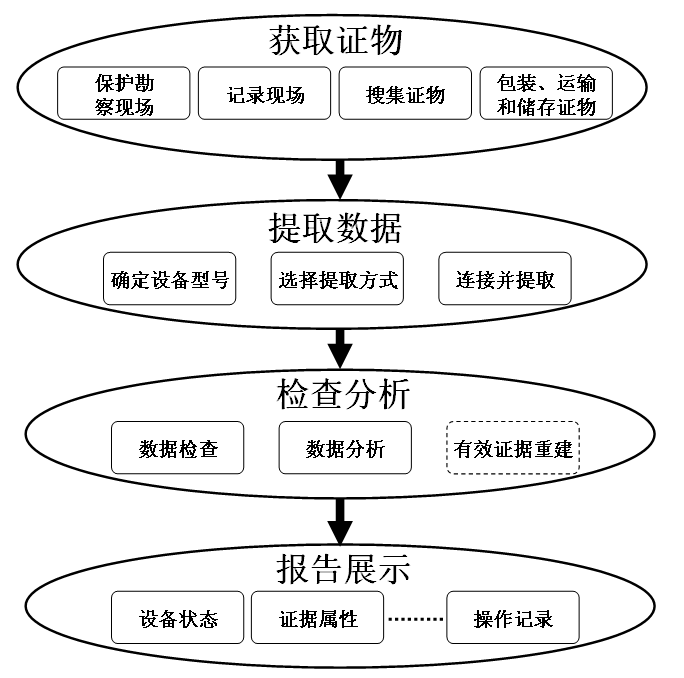 获取证物
保护勘
察现场
记录现场
搜集证物
包装、运输
和储存证物
提取数据
确定设备型号
选择提取方式
连接并提取
检查分析
数据检查
数据分析
有效证据重建
报告展示
设备状态
证据属性
操作记录